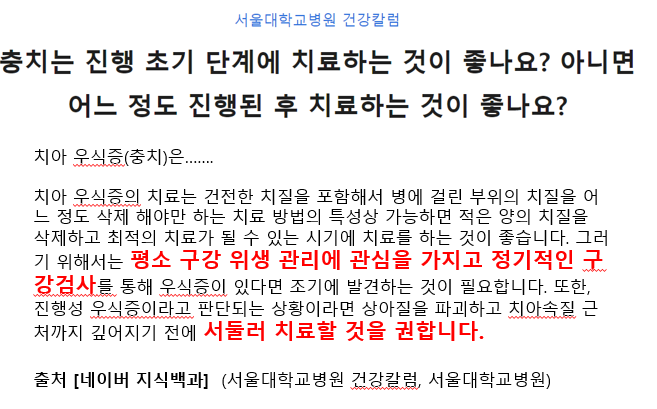 서울대학교병원 건강칼럼
충치는 진행 초기 단계에 치료하는 것이 좋나요? 아니면
어느 정도 진행된 후 치료하는 것이 좋나요?
치아 우식증(충치)은.......
치아 우식증의 치료는 건전한 치질을 포함해서 병에 걸린 부위의 치질을 어
느 정도 삭제 해야만 하는 치료 방법의 특성상 가능하면 적은 양의 치질을
삭제하고 최적의 치료가 될 수 있는 시기에 치료를 하는 것이 좋습니다. 그러
기 위해서는 평소 구강 위생 관리에 관심을 가지고 정기적인 구
강검사를 통해 우식증이 있다면 조기에 발견하는 것이 필요합니다. 또한,
진행성 우식증이라고 판단되는 상황이라면 상아질을 파괴하고 치아속질 근
처까지 깊어지기 전에 서둘러 치료할 것을 권합니다.
출처 [네이버 지식백과] (서울대학교병원 건강칼럼, 서울대학교병원)